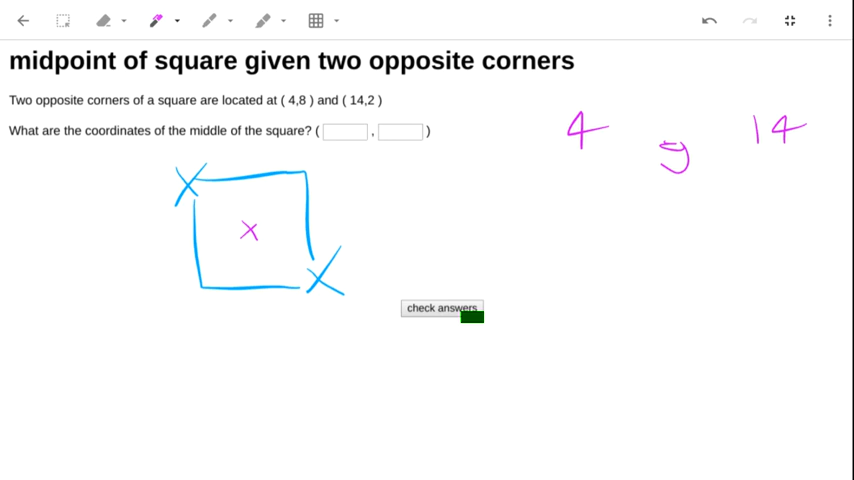 midpoint of square given two opposite corners
Two opposite corners of a square are located at ( 4,8 ) and ( 14,2 )
What are the coordinates of the middle of the square? ( , )
4 9 14
X
X
X
check answers